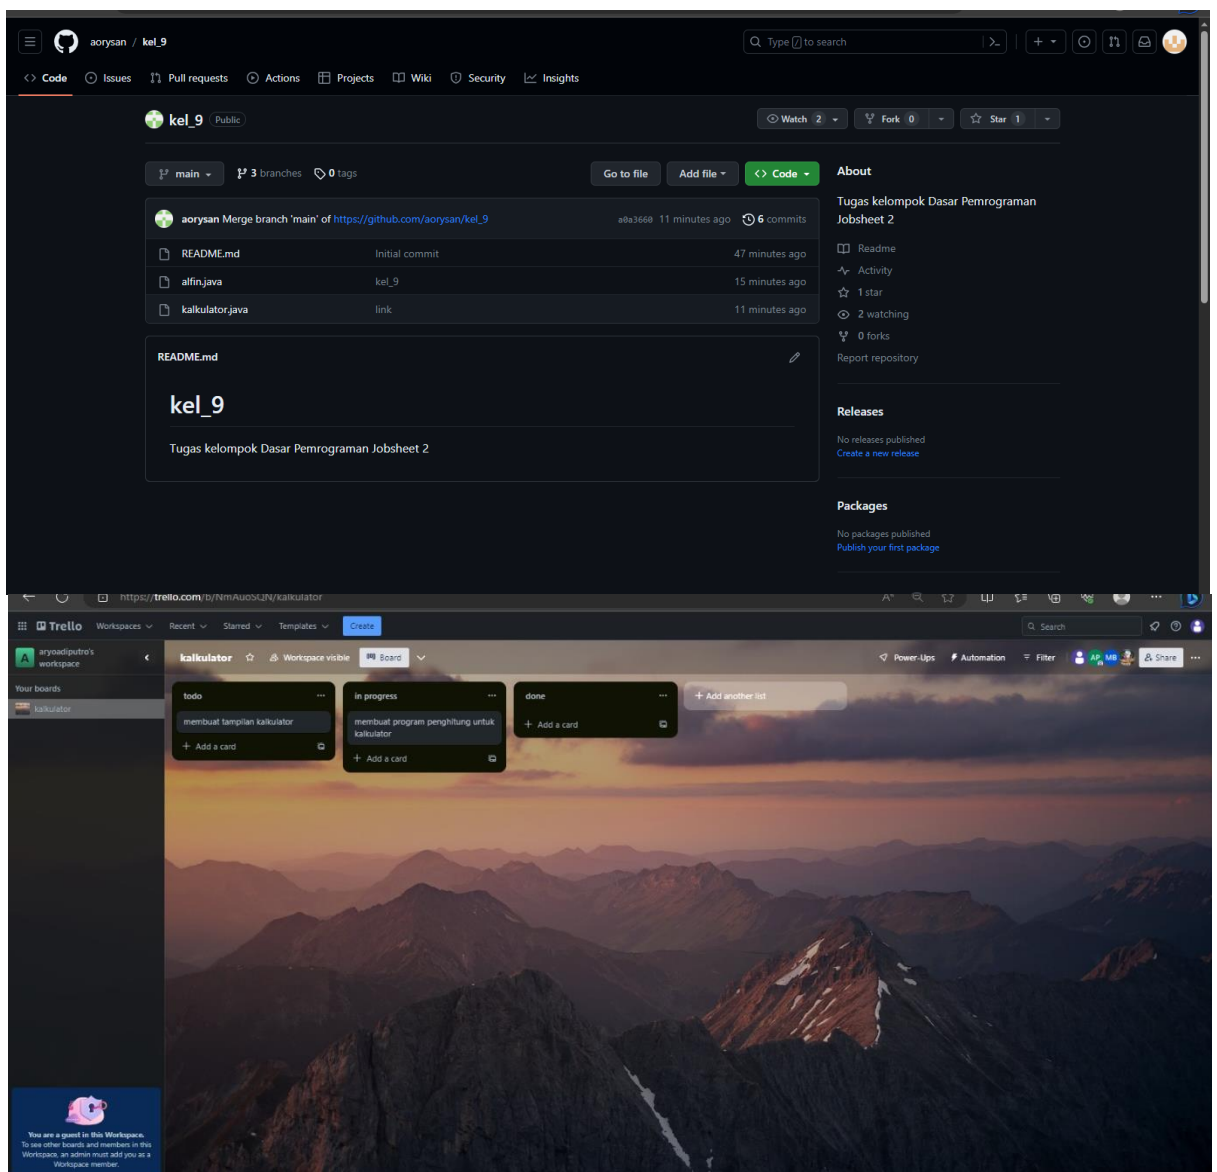 aorysan / kel_9
Type / to search
Code Issues Pull requests Actions Projects Wiki Security Insights
kel_9 Public
Watch 2 Fork 0 Star 1
main 3 branches 0 tags Go to file Add file Code
aorysan Merge branch 'main' of https://github.com/aorysan/kel_9 a0a3660 11 minutes ago 6 commits
README.md Initial commit 47 minutes ago
alfin.java kel_9 15 minutes ago
kalkulator.java link 11 minutes ago
README.md
kel_9
Tugas kelompok Dasar Pemrograman Jobsheet 2
About
Tugas kelompok Dasar Pemrograman
Jobsheet 2
Readme
Activity
1 star
2 watching
0 forks
Report repository
Releases
No releases published
Create a new release
Packages
No packages published
Publish your first package
https://trello.com/b/NmAuoSQN/kalkulator
Trello Workspaces Recent Starred Templates Create Search
A aryoadiputro's
workspace
kalkulator Workspace visible Board Power-Ups Automation Filter AP MB Share
Your boards
kalkulator
todo
membuat tampilan kalkulator
+ Add a card
in progress
membuat program penghitung untuk
kalkulator
+ Add a card
done
+ Add a card
+ Add another list
You are a guest in this Workspace.
To see other boards and members in this
Workspace, an admin must add you as a
Workspace member.